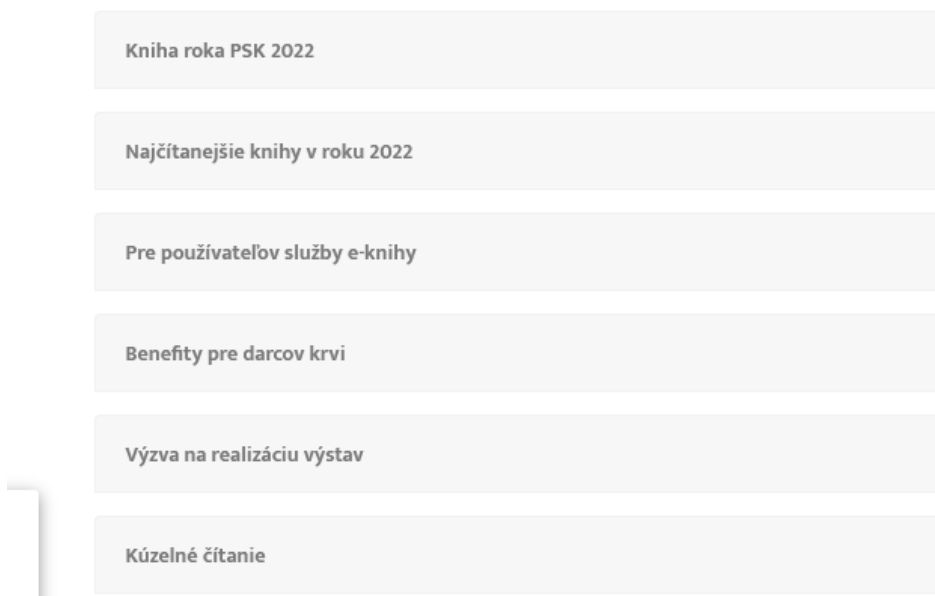 Kniha roka PSK 2022
Najčítanejšie knihy v roku 2022
Pre používateľov služby e-knihy
Benefity pre darcov krvi
Výzva na realizáciu výstav
Kúzelné čítanie